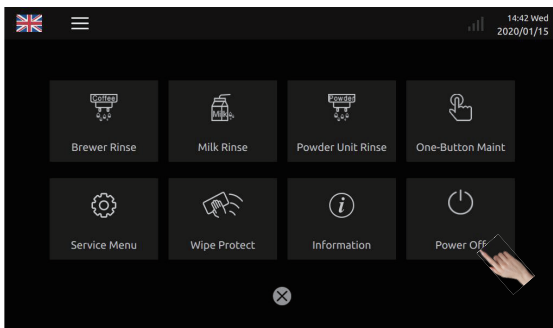 14:42 Wed
2020/01/15
Coffee
Milk
Powder
Brewer Rinse
Milk Rinse
Powder Unit Rinse
One-Button Maint
Service Menu
Wipe Protect
Information
Power Off